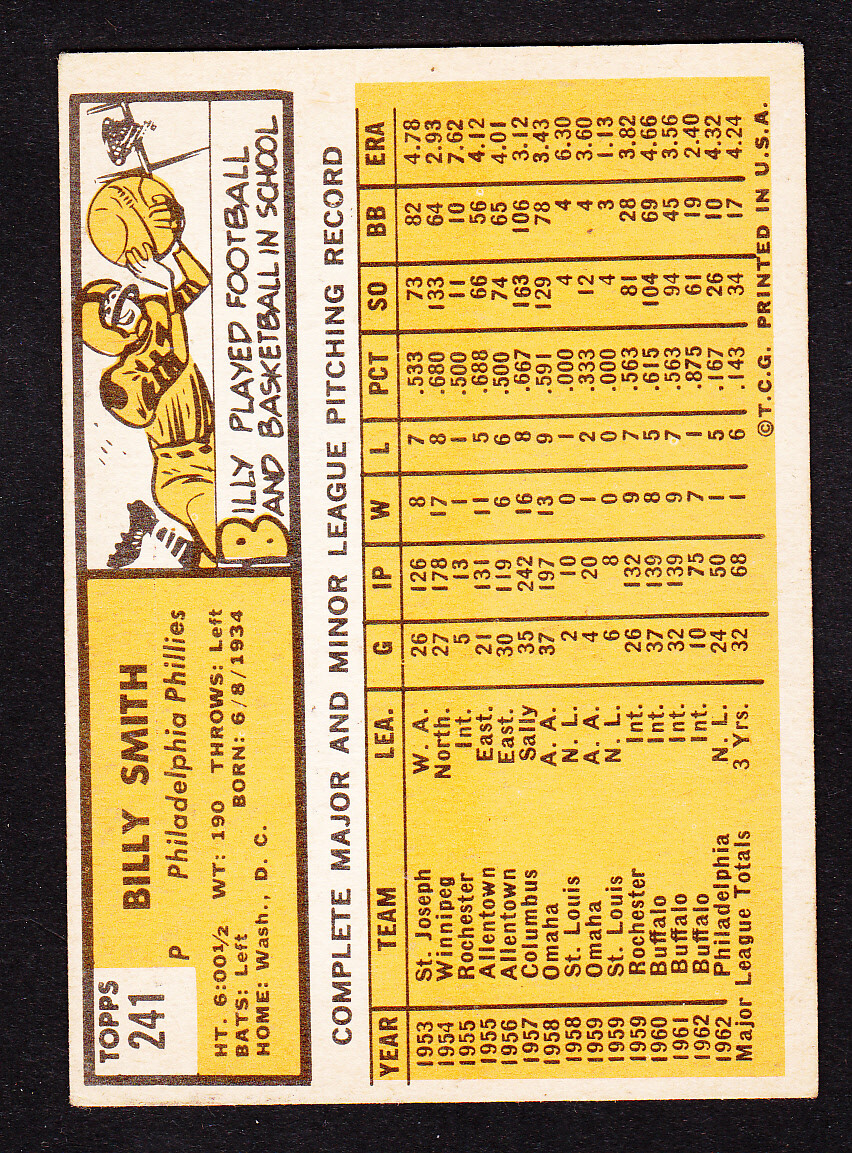 TOPPS
241
BILLY SMITH
P Philadelphia Phillies
HT. 6:00½ WT: 190 THROWS: Left
BATS: Left BORN: 6/8/1934
HOME: Wash., D. C.
BILLY PLAYED FOOTBALL
AND BASKETBALL IN SCHOOL
COMPLETE MAJOR AND MINOR LEAGUE PITCHING RECORD
YEAR TEAM LEA. G IP W L PCT SO BB ERA
1953 St. Joseph W. A. 26 126 8 7 .533 73 82 4.78
1954 Winnipeg North. 27 178 17 8 .680 133 64 2.93
1955 Rochester Int. 5 13 1 1 .500 11 10 7.62
1955 Allentown East. 21 131 11 5 .688 66 56 4.12
1956 Allentown East. 30 119 6 6 .500 74 65 4.01
1957 Columbus Sally 35 242 16 8 .667 163 106 3.12
1958 Omaha A. A. 37 197 13 9 .591 129 78 3.43
1958 St. Louis N. L. 2 10 0 1 .000 4 4 6.30
1959 Omaha A. A. 4 20 1 2 .333 12 4 3.60
1959 St. Louis N. L. 6 8 0 0 .000 4 3 1.13
1959 Rochester Int. 26 132 9 7 .563 81 28 3.82
1960 Buffalo Int. 37 139 8 5 .615 104 69 4.66
1961 Buffalo Int. 32 139 9 7 .563 94 45 3.56
1962 Buffalo Int. 10 75 7 1 .875 61 19 2.40
1962 Philadelphia N. L. 24 50 1 5 .167 26 10 4.32
Major League Totals 3 Yrs. 32 68 1 6 .143 34 17 4.24
©T.C.G. PRINTED IN U.S.A.